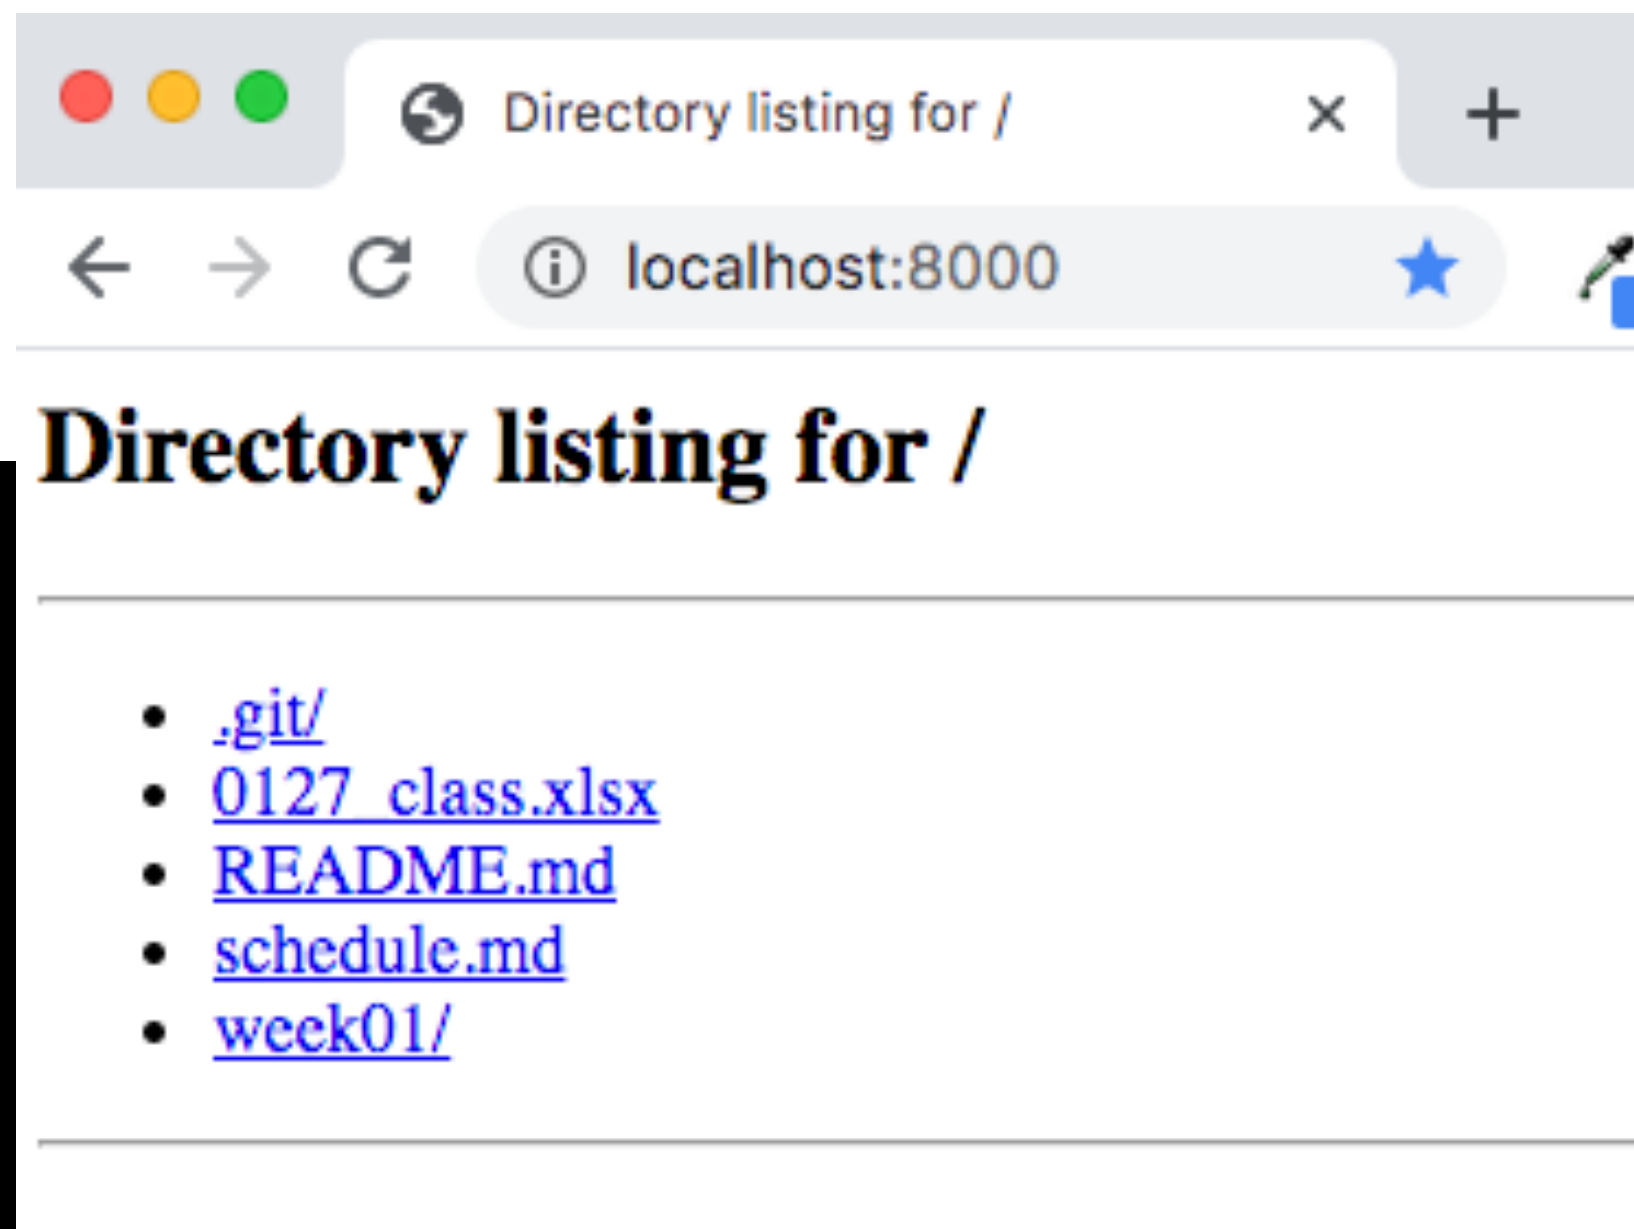 Directory listing for /
localhost:8000
Directory listing for /
.git/
0127_class.xlsx
README.md
schedule.md
week01/